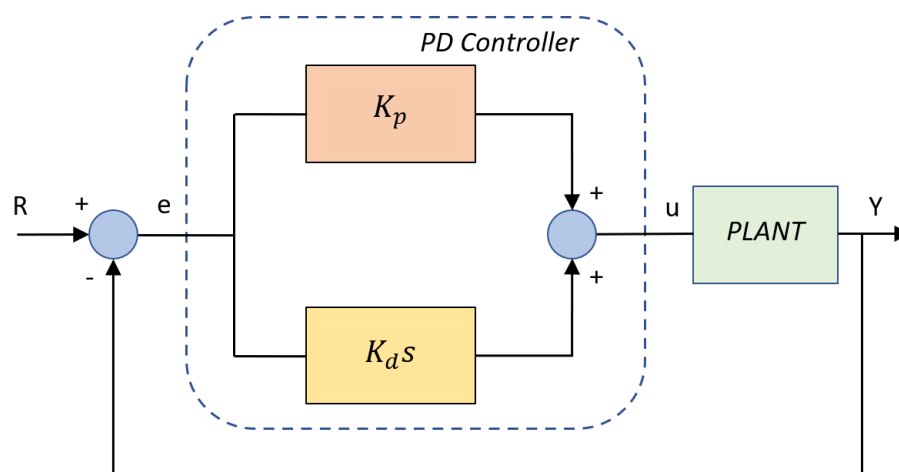 PD Controller
K_p
R
+
e
+
u
PLANT
Y
-
+
K_d s